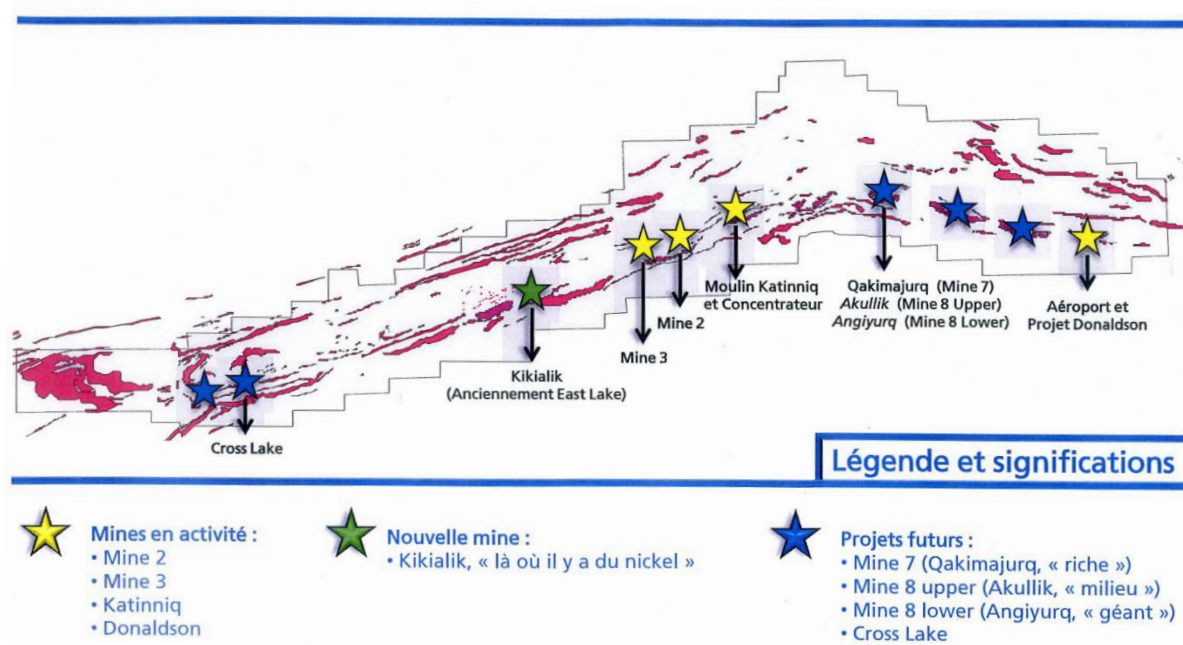 Moulin Katinniq
et Concentrateur
Qakimajurq (Mine 7)
Akullik (Mine 8 Upper)
Angiyurq (Mine 8 Lower)
Aéroport et
Projet Donaldson
Mine 2
Mine 3
Kikialik
(Anciennement East Lake)
Cross Lake
Légende et significations
Mines en activité :
• Mine 2
• Mine 3
• Katinniq
• Donaldson
Nouvelle mine :
• Kikialik, « là où il y a du nickel »
Projets futurs :
• Mine 7 (Qakimajurq, « riche »)
• Mine 8 upper (Akullik, « milieu »)
• Mine 8 lower (Angiyurq, « géant »)
• Cross Lake